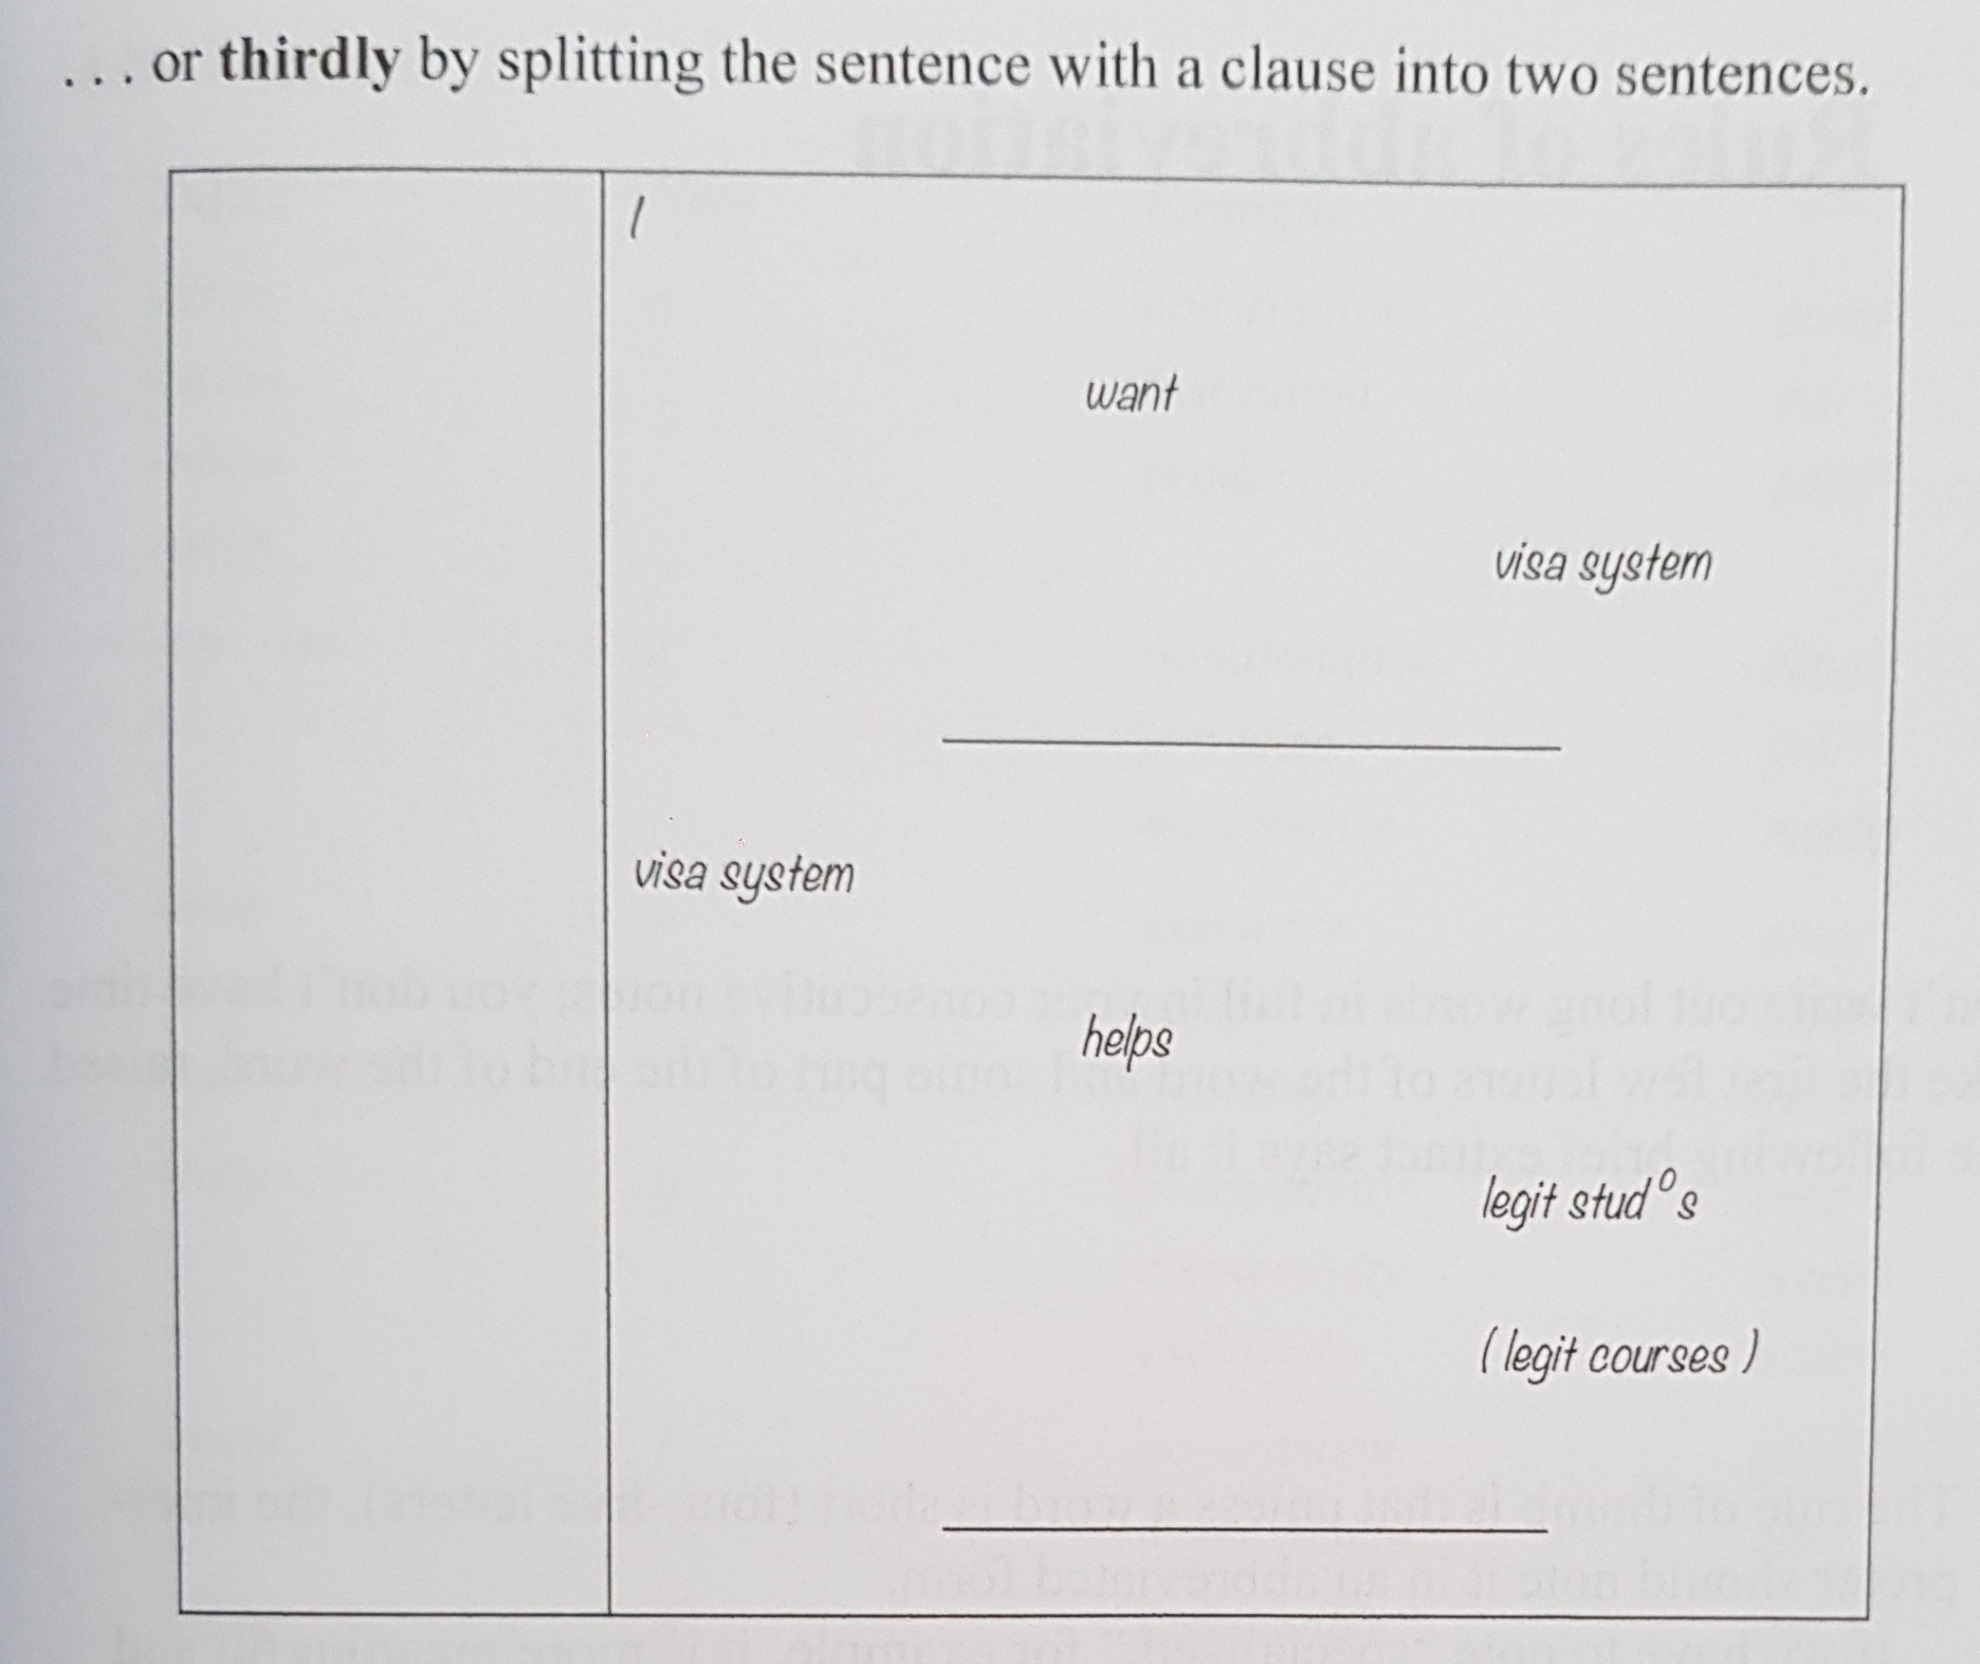 ... or thirdly by splitting the sentence with a clause into two sentences.
I
want
visa system
visa system
helps
legit studºs
( legit courses )